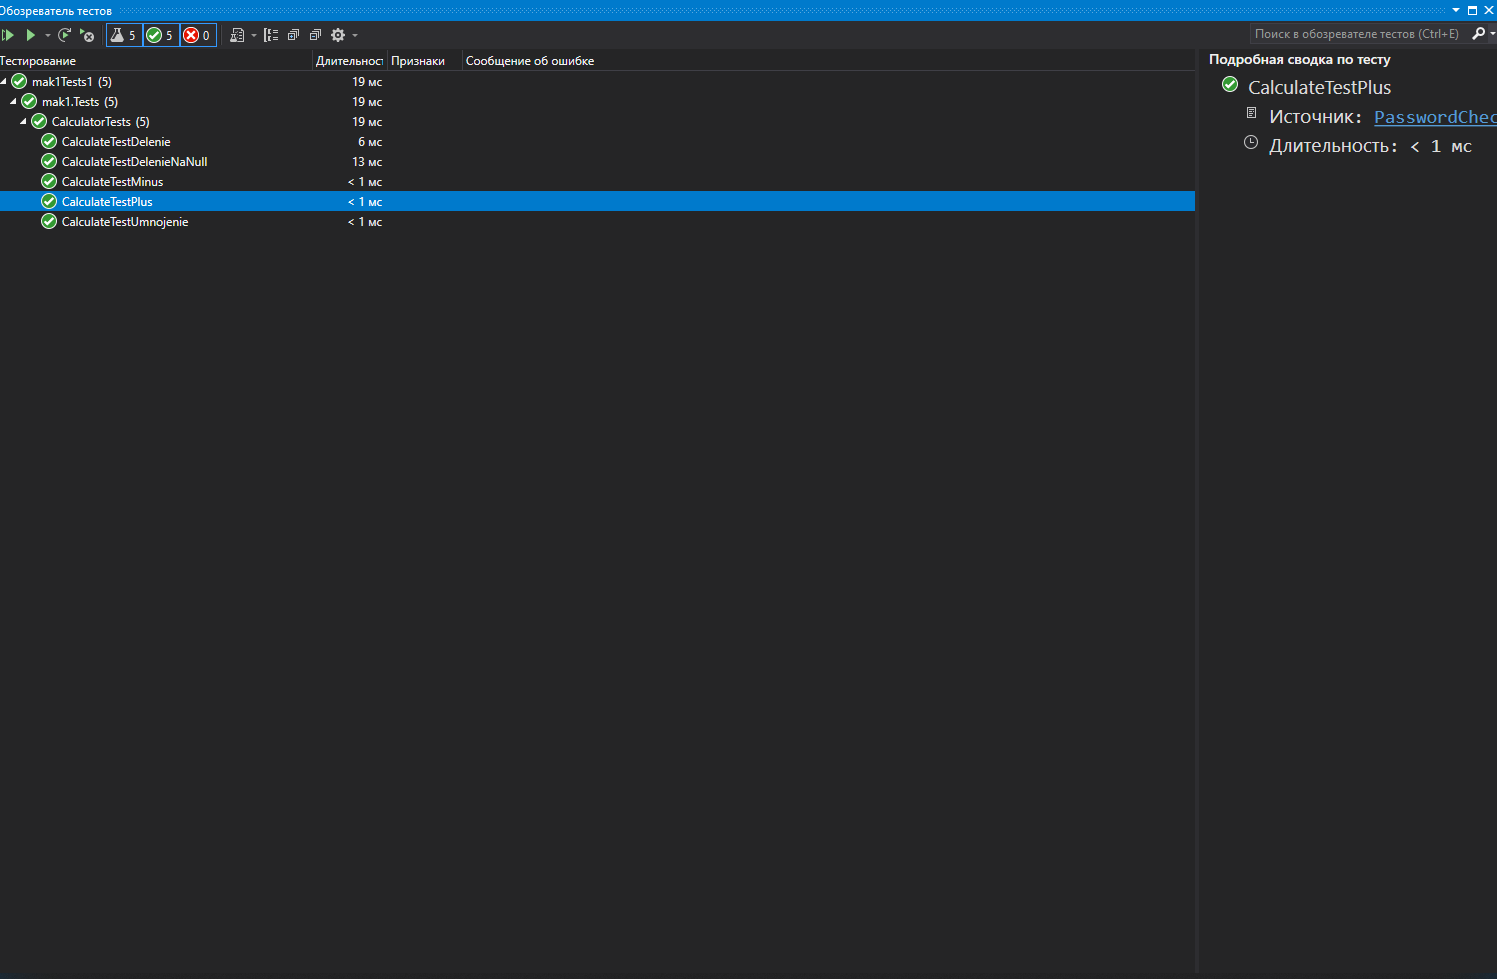 Обозреватель тестов
5 5 0
Поиск в обозревателе тестов (Ctrl+E)
Тестирование Длительност Признаки Сообщение об ошибке
mak1Tests1 (5) 19 мс
mak1.Tests (5) 19 мс
CalculatorTests (5) 19 мс
CalculateTestDelenie 6 мс
CalculateTestDelenieNaNull 13 мс
CalculateTestMinus < 1 мс
CalculateTestPlus < 1 мс
CalculateTestUmnojenie < 1 мс
Подробная сводка по тесту
CalculateTestPlus
Источник: PasswordChec
Длительность: < 1 мс